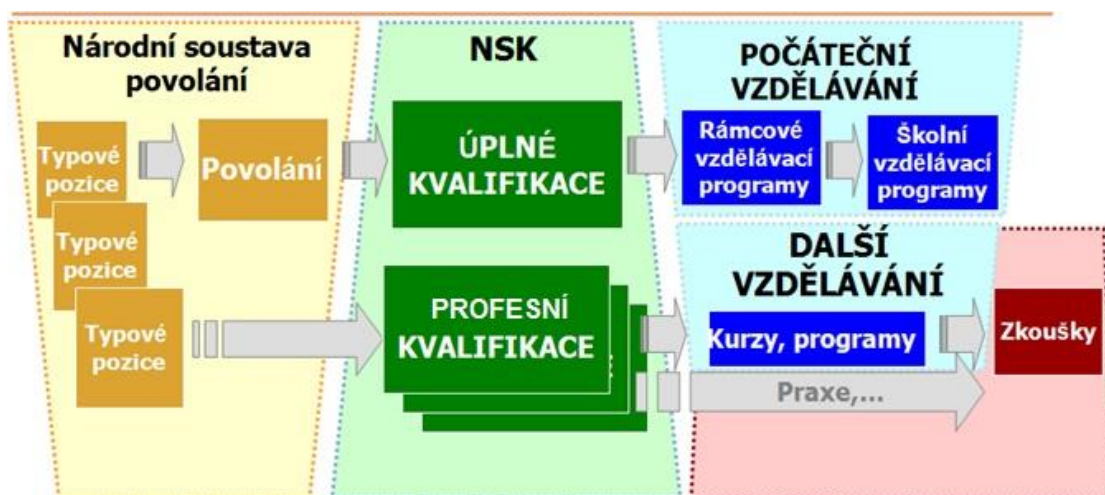 Národní soustava
povolání
Typové
pozice
Typové
pozice
Typové
pozice
Povolání
NSK
ÚPLNÉ
KVALIFIKACE
PROFESNÍ
KVALIFIKACE
POČÁTEČNÍ
VZDĚLÁVÁNÍ
Rámcové
vzdělávací
programy
Školní
vzdělávací
programy
DALŠÍ
VZDĚLÁVÁNÍ
Kurzy, programy
Zkoušky
Praxe,...